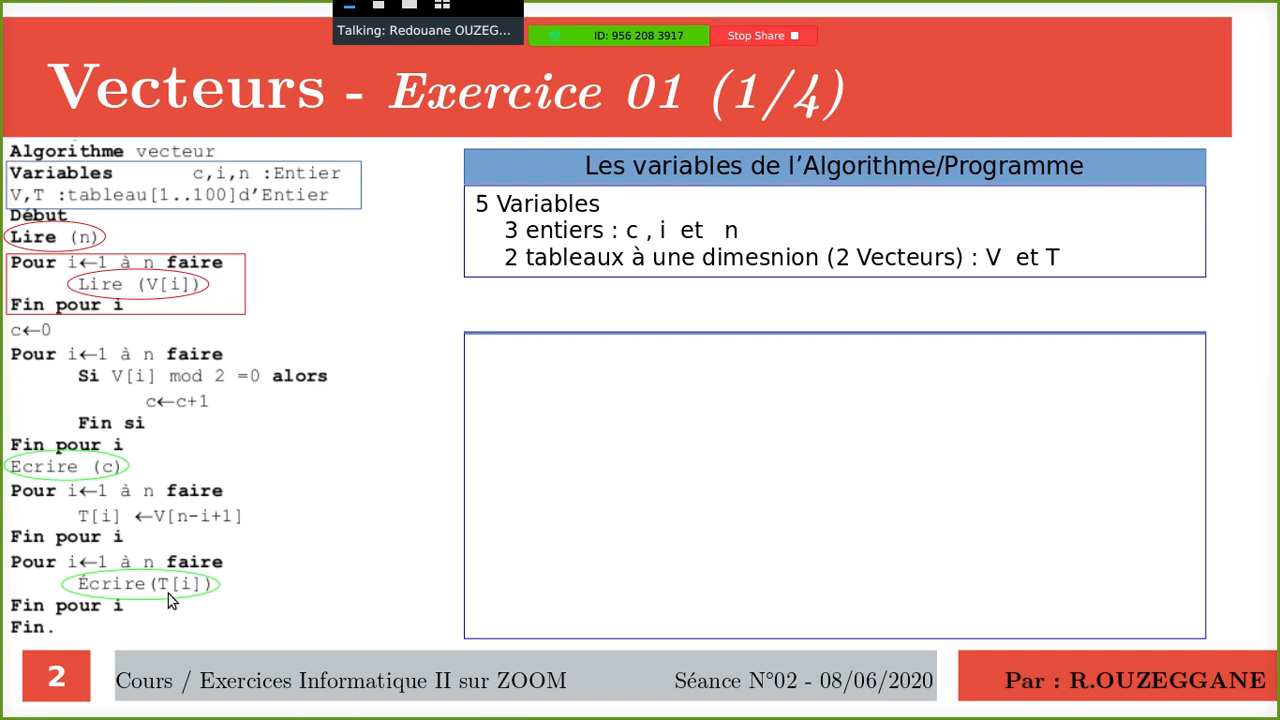 Talking: Redouane OUZEG...
ID: 956 208 3917
Stop Share
Vecteurs - Exercice 01 (1/4)
Algorithme vecteur
Variables c,i,n :Entier
V,T :tableau[1..100]d’Entier
Début
Lire (n)
Pour i←1 à n faire
Lire (V[i])
Fin pour i
c←0
Pour i←1 à n faire
Si V[i] mod 2 =0 alors
c←c+1
Fin si
Fin pour i
Ecrire (c)
Pour i←1 à n faire
T[i] ←V[n-i+1]
Fin pour i
Pour i←1 à n faire
Écrire(T[i])
Fin pour i
Fin.
Les variables de l’Algorithme/Programme
5 Variables
3 entiers : c , i et n
2 tableaux à une dimesnion (2 Vecteurs) : V et T
2
Cours / Exercices Informatique II sur ZOOM
Séance N°02 - 08/06/2020
Par : R.OUZEGGANE